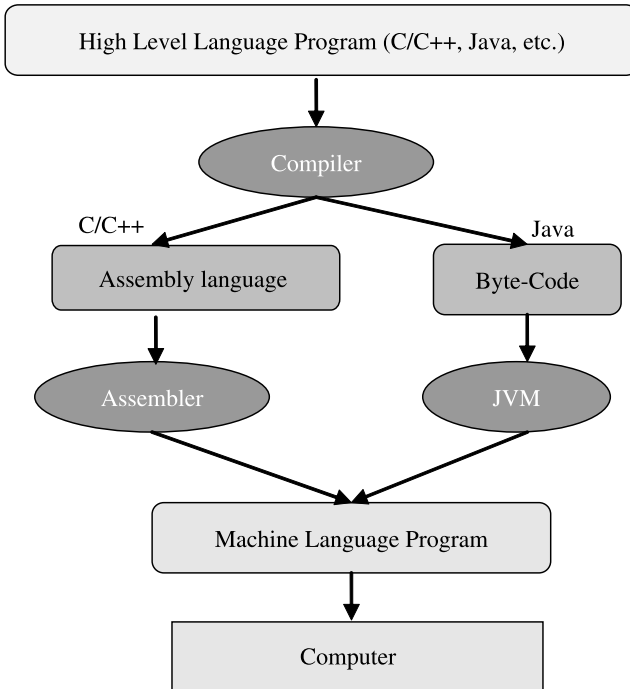 High Level Language Program (C/C++, Java, etc.)
Compiler
C/C++
Java
Assembly language
Byte-Code
Assembler
JVM
Machine Language Program
Computer